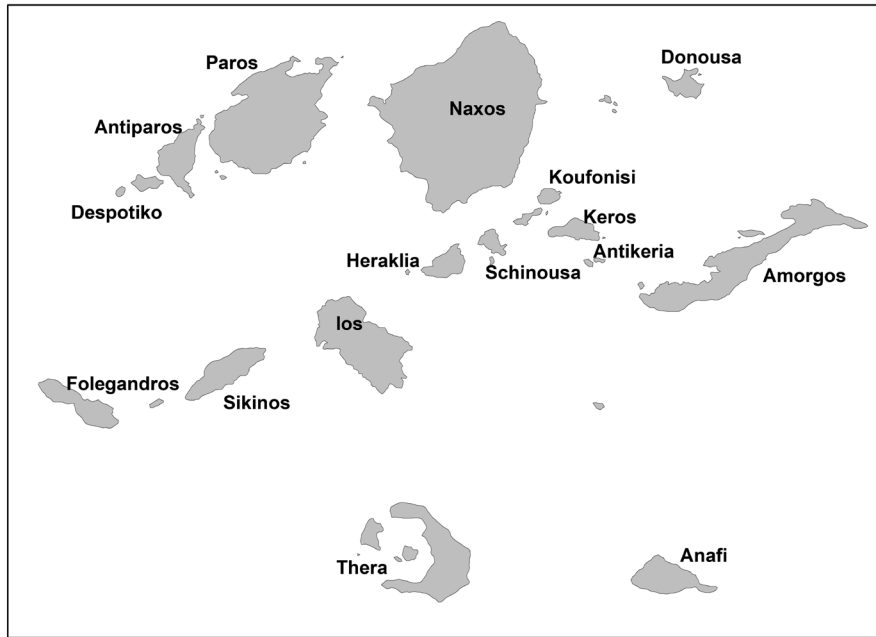 Donousa
Paros
Naxos
Antiparos
Koufonisi
Despotiko
Keros
Antikeria
Heraklia
Schinousa
Amorgos
Ios
Folegandros
Sikinos
Anafi
Thera